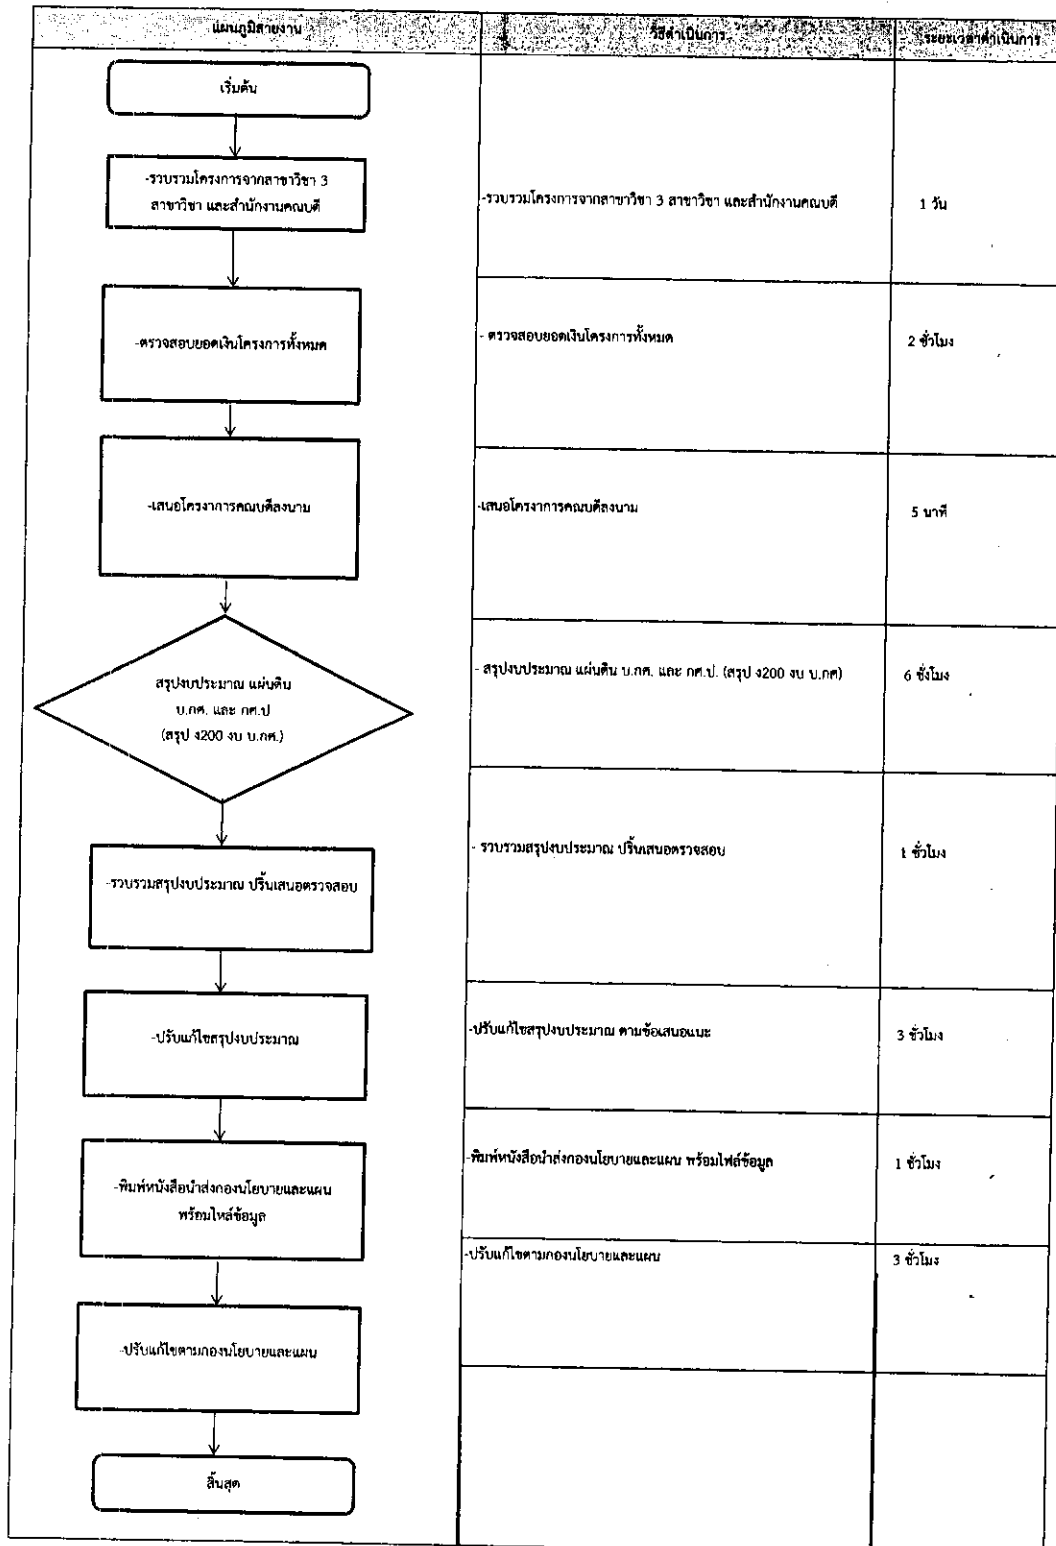 แผนภูมิสายงาน
วิธีดำเนินการ
ระยะเวลาดำเนินการ
เริ่มต้น
-รวบรวมโครงการจากสาขาวิชา 3
สาขาวิชา และสำนักงานคณบดี
-รวบรวมโครงการจากสาขาวิชา 3 สาขาวิชา และสำนักงานคณบดี
1 วัน
-ตรวจสอบยอดเงินโครงการทั้งหมด
- ตรวจสอบยอดเงินโครงการทั้งหมด
2 ชั่วโมง
-เสนอโครงาการคณบดีลงนาม
-เสนอโครงาการคณบดีลงนาม
5 นาที
สรุปงบประมาณ แผ่นดิน
บ.กศ. และ กศ.ป
(สรุป ง200 งบ บ.กศ.)
- สรุปงบประมาณ แผ่นดิน บ.กศ. และ กศ.ป. (สรุป ง200 งบ บ.กศ)
6 ชั่งโมง
-รวบรวมสรุปงบประมาณ ปริ้นเสนอตรวจสอบ
- รวบรวมสรุปงบประมาณ ปริ้นเสนอตรวจสอบ
1 ชั่วโมง
-ปรับแก้ไขสรุปงบประมาณ
-ปรับแก้ไขสรุปงบประมาณ ตามข้อเสนอแนะ
3 ชั่วโมง
-พิมพ์หนังสือนำส่งกองนโยบายและแผน
พร้อมไหล์ข้อมูล
-พิมพ์หนังสือนำส่งกองนโยบายและแผน พร้อมไฟล์ข้อมูล
1 ชั่วโมง
-ปรับแก้ไขตามกองนโยบายและแผน
-ปรับแก้ไขตามกองนโยบายและแผน
3 ชั่วโมง
สิ้นสุด